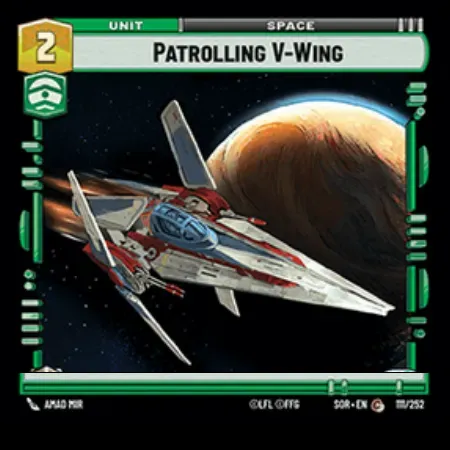 UNIT SPACE
2 PATROLLING V-WING
AMAD MIR ©LFL ©FFG SOR • EN C 111/252